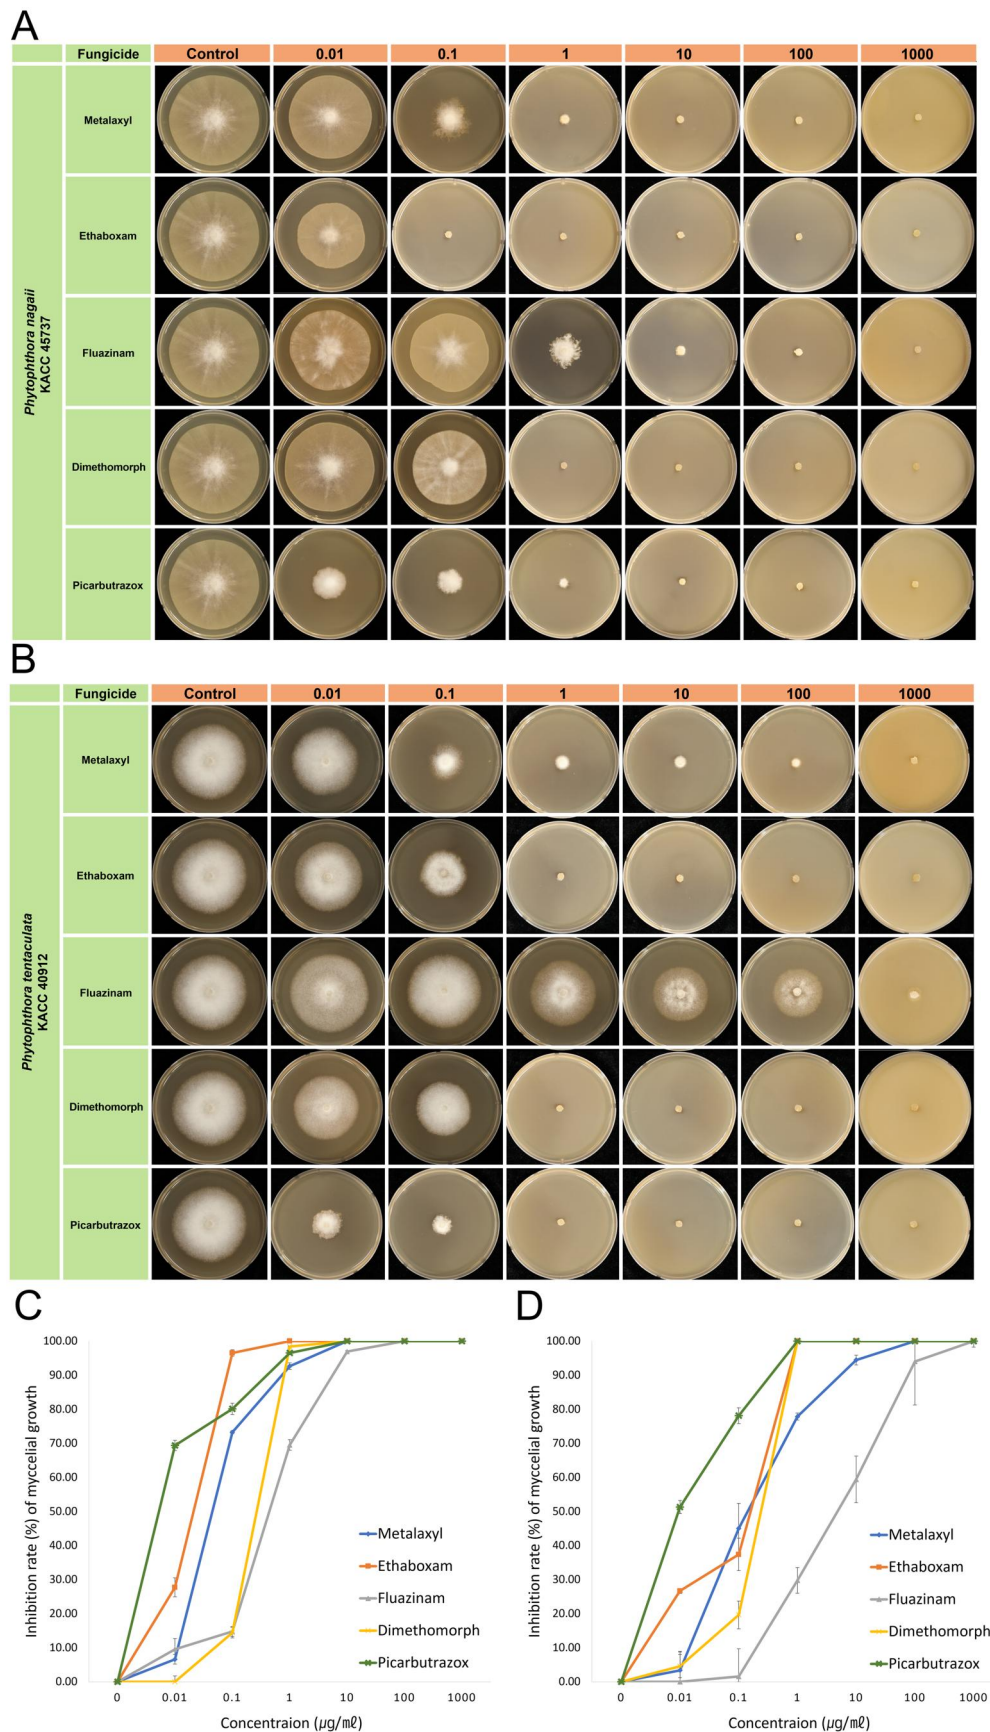 A
Fungicide Control 0.01 0.1 1 10 100 1000
Phytophthora nagaii
KACC 45737
Metalaxyl
Ethaboxam
Fluazinam
Dimethomorph
Picarbutrazox
B
Fungicide Control 0.01 0.1 1 10 100 1000
Phytophthora tentaculata
KACC 40912
Metalaxyl
Ethaboxam
Fluazinam
Dimethomorph
Picarbutrazox
C
Inhibition rate (%) of myccelial growth
100.00
90.00
80.00
70.00
60.00
50.00
40.00
30.00
20.00
10.00
0.00
Metalaxyl
Ethaboxam
Fluazinam
Dimethomorph
Picarbutrazox
0 0.01 0.1 1 10 100 1000
Concentraion (μg/㎖)
D
Inhibition rate (%) of myccelial growth
100.00
90.00
80.00
70.00
60.00
50.00
40.00
30.00
20.00
10.00
0.00
Metalaxyl
Ethaboxam
Fluazinam
Dimethomorph
Picarbutrazox
0 0.01 0.1 1 10 100 1000
Concentraion (μg/㎖)